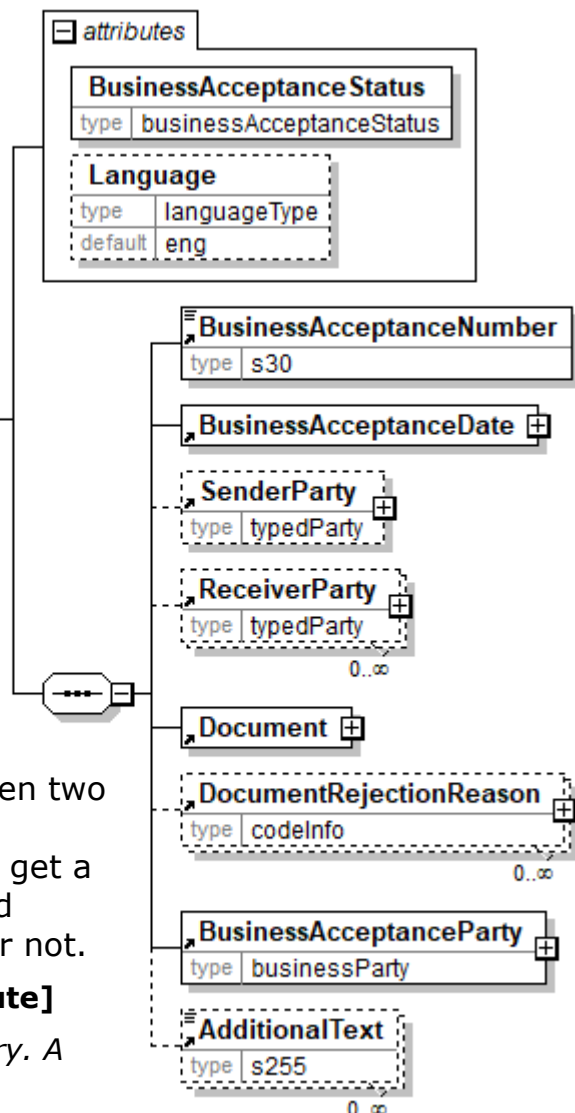 attributes
BusinessAcceptanceStatus
type businessAcceptanceStatus
Language
type languageType
default eng
BusinessAcceptanceNumber
type s30
BusinessAcceptanceDate
SenderParty
type typedParty
ReceiverParty
type typedParty
0..∞
Document
en two
DocumentRejectionReason
type codeInfo
0..∞
get a
d
r not.
BusinessAcceptanceParty
type businessParty
ute]
ry. A
AdditionalText
type s255
0..∞